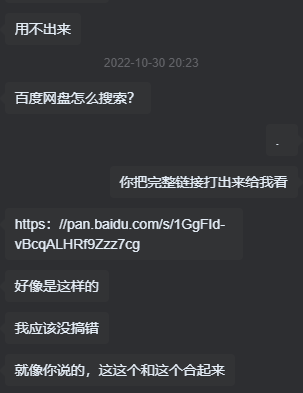 用不出来
2022-10-30 20:23
百度网盘怎么搜索？
.
你把完整链接打出来给我看
https：//pan.baidu.com/s/1GgFId-
vBcqALHRf9Zzz7cg
好像是这样的
我应该没搞错
就像你说的，这这个和这个合起来